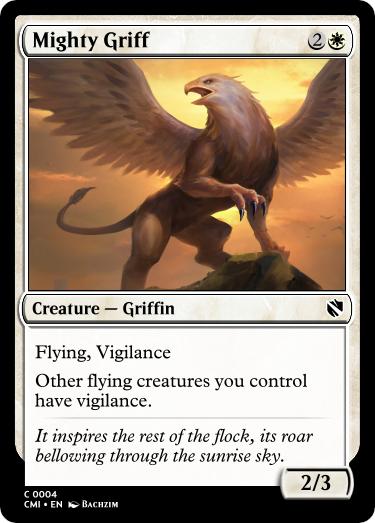 Mighty Griff 2
Creature — Griffin
Flying, Vigilance
Other flying creatures you control
have vigilance.
It inspires the rest of the flock, its roar
bellowing through the sunrise sky.
2/3
C 0004
CMI • EN Bachzim